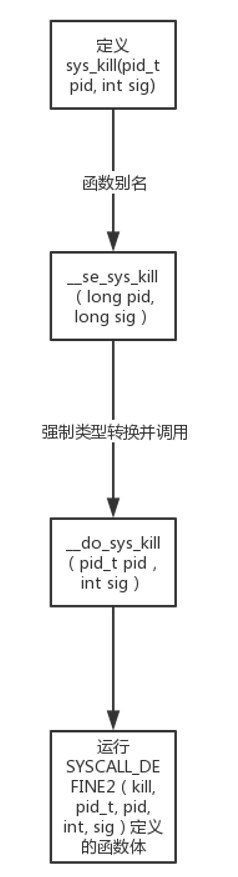 定义
sys_kill(pid_t
pid, int sig)
函数别名
__se_sys_kill
（long pid,
long sig）
强制类型转换并调用
__do_sys_kill
（pid_t pid，
int sig）
运行
SYSCALL_DE
FINE2（kill,
pid_t, pid,
int, sig）定义
的函数体